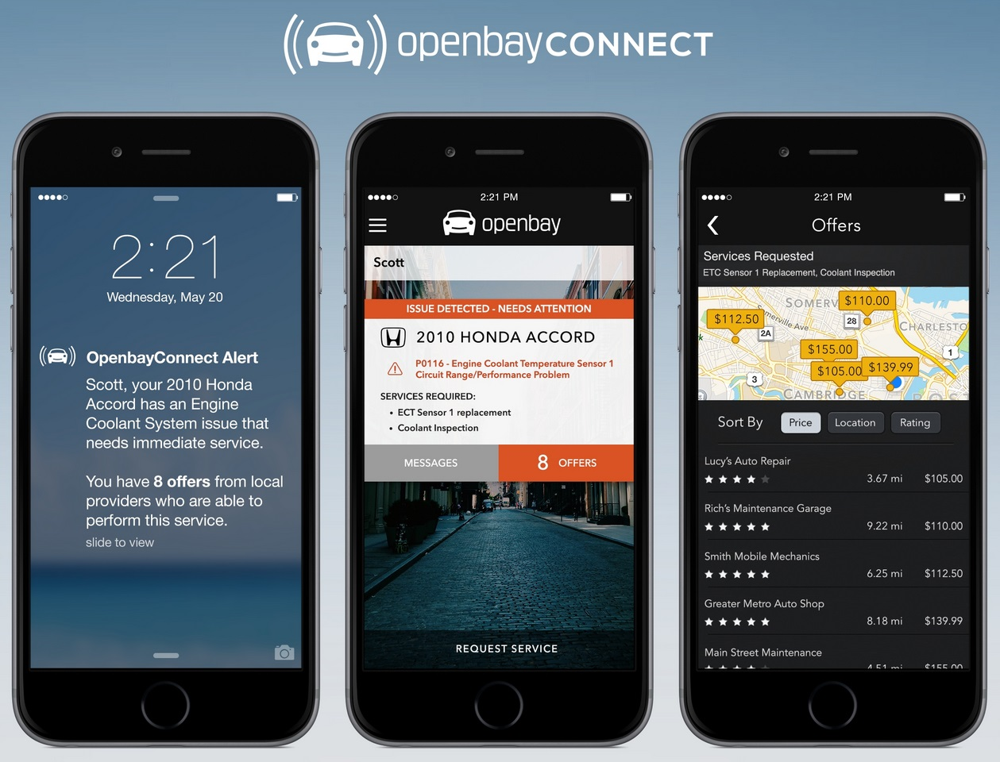 openbayCONNECT
2:21
Wednesday, May 20
OpenbayConnect Alert
Scott, your 2010 Honda
Accord has an Engine
Coolant System issue that
needs immediate service.
You have 8 offers from local
providers who are able to
perform this service.
slide to view
2:21 PM
openbay
Scott
ISSUE DETECTED - NEEDS ATTENTION
2010 HONDA ACCORD
P0116 - Engine Coolant Temperature Sensor 1
Circuit Range/Performance Problem
SERVICES REQUIRED:
• ECT Sensor 1 replacement
• Coolant Inspection
MESSAGES
8 OFFERS
REQUEST SERVICE
2:21 PM
Offers
Services Requested
ETC Sensor 1 Replacement, Coolant Inspection
SOMERV
$110.00
$112.50
28
CHARLESTO
Somerville Ave
2A
$155.00
1
$105.00
$139.99
3
CAMBRIDGE
Sort By Price Location Rating
Lucy's Auto Repair
3.67 mi $105.00
Rich's Maintenance Garage
9.22 mi $110.00
Smith Mobile Mechanics
6.25 mi $112.50
Greater Metro Auto Shop
8.18 mi $139.99
Main Street Maintenance
4.51 mi $155.00